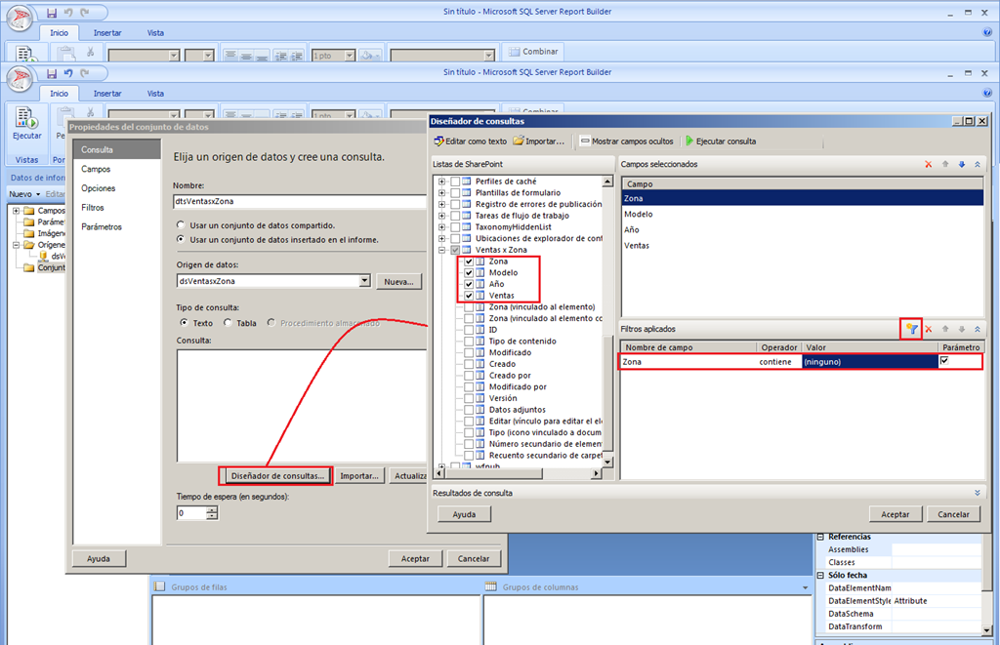 Sin título - Microsoft SQL Server Report Builder
Inicio Insertar Vista
1 pto
Combinar
Sin título - Microsoft SQL Server Report Builder
Inicio Insertar Vista
1 pto
Combinar
Ejecutar
Vistas
Datos de infor
Nuevo
Editar
Campos
Paráme
Imágene
Orígene
dsV
Conjunt
Propiedades del conjunto de datos
Consulta
Campos
Opciones
Filtros
Parámetros
Elija un origen de datos y cree una consulta.
Nombre:
dtsVentasxZona
Usar un conjunto de datos compartido.
Usar un conjunto de datos insertado en el informe.
Origen de datos:
dsVentasxZona
Nueva...
Tipo de consulta:
Texto Tabla Procedimiento almacenado
Consulta:
Diseñador de consultas... Importar... Actualiza
Tiempo de espera (en segundos):
0
Ayuda Aceptar Cancelar
Diseñador de consultas
Editar como texto Importar... Mostrar campos ocultos Ejecutar consulta
Listas de SharePoint
Perfiles de caché
Plantillas de formulario
Registro de errores de publicación
Tareas de flujo de trabajo
TaxonomyHiddenList
Ubicaciones de explorador de cont
Ventas x Zona
Zona
Modelo
Año
Ventas
Zona (vinculado al elemento)
Zona (vinculado al elemento co
ID
Tipo de contenido
Modificado
Creado
Creado por
Modificado por
Versión
Datos adjuntos
Editar (vínculo para editar el ele
Tipo (icono vinculado a docum
Número secundario de elemen
Recuento secundario de carpet
wfpub
Campos seleccionados
Campo
Zona
Modelo
Año
Ventas
Filtros aplicados
Nombre de campo Operador Valor Parámetro
Zona contiene (ninguno)
Resultados de consulta
Ayuda Aceptar Cancelar
Grupos de filas Grupos de columnas
Referencias
Assemblies
Classes
Sólo fecha
DataElementNam
DataElementStyle Attribute
DataSchema
DataTransform